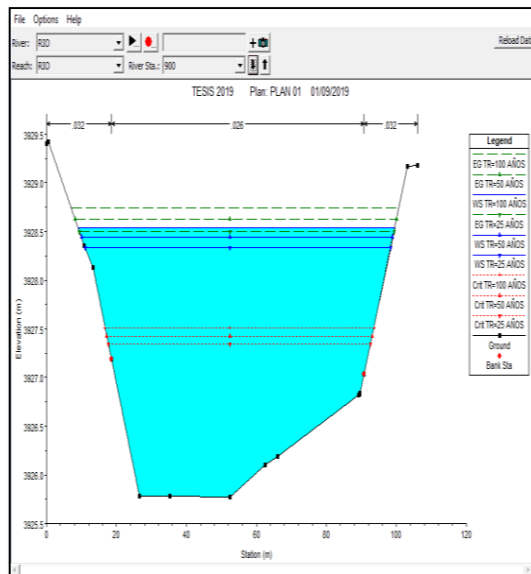 File Options Help
River: RIO
Reload Data
Reach: RIO River Sta.: 900
TESIS 2019 Plan: PLAN 01 01/09/2019
.032 .026 .032
Legend
EG TR=100 AÑOS
EG TR=50 AÑOS
WS TR=100 AÑOS
EG TR=25 AÑOS
WS TR=50 AÑOS
WS TR=25 AÑOS
Crit TR=100 AÑOS
Crit TR=50 AÑOS
Crit TR=25 AÑOS
Ground
Bank Sta
Elevation (m)
3929.5
3929.0
3928.5
3928.0
3927.5
3927.0
3926.5
3926.0
3925.5
0 20 40 60 80 100 120
Station (m)